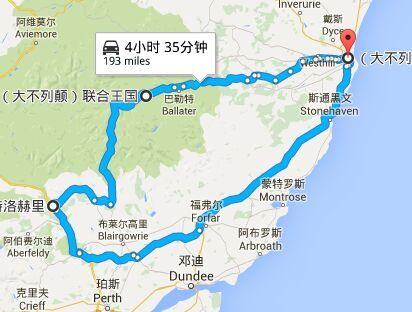 Inverurie
阿维莫尔
Aviemore
戴斯
Dyce
4小时 35分钟
193 miles
Westhill
（大不列
（大不列颠）联合王国
巴勒特
Ballater
斯通黑文
Stonehaven
特洛赫里
蒙特罗斯
Montrose
福弗尔
Forfar
布莱尔高里
Blairgowrie
阿伯费尔迪
Aberfeldy
阿布罗斯
Arbroath
邓迪
Dundee
珀斯
Perth
克里夫
Crieff